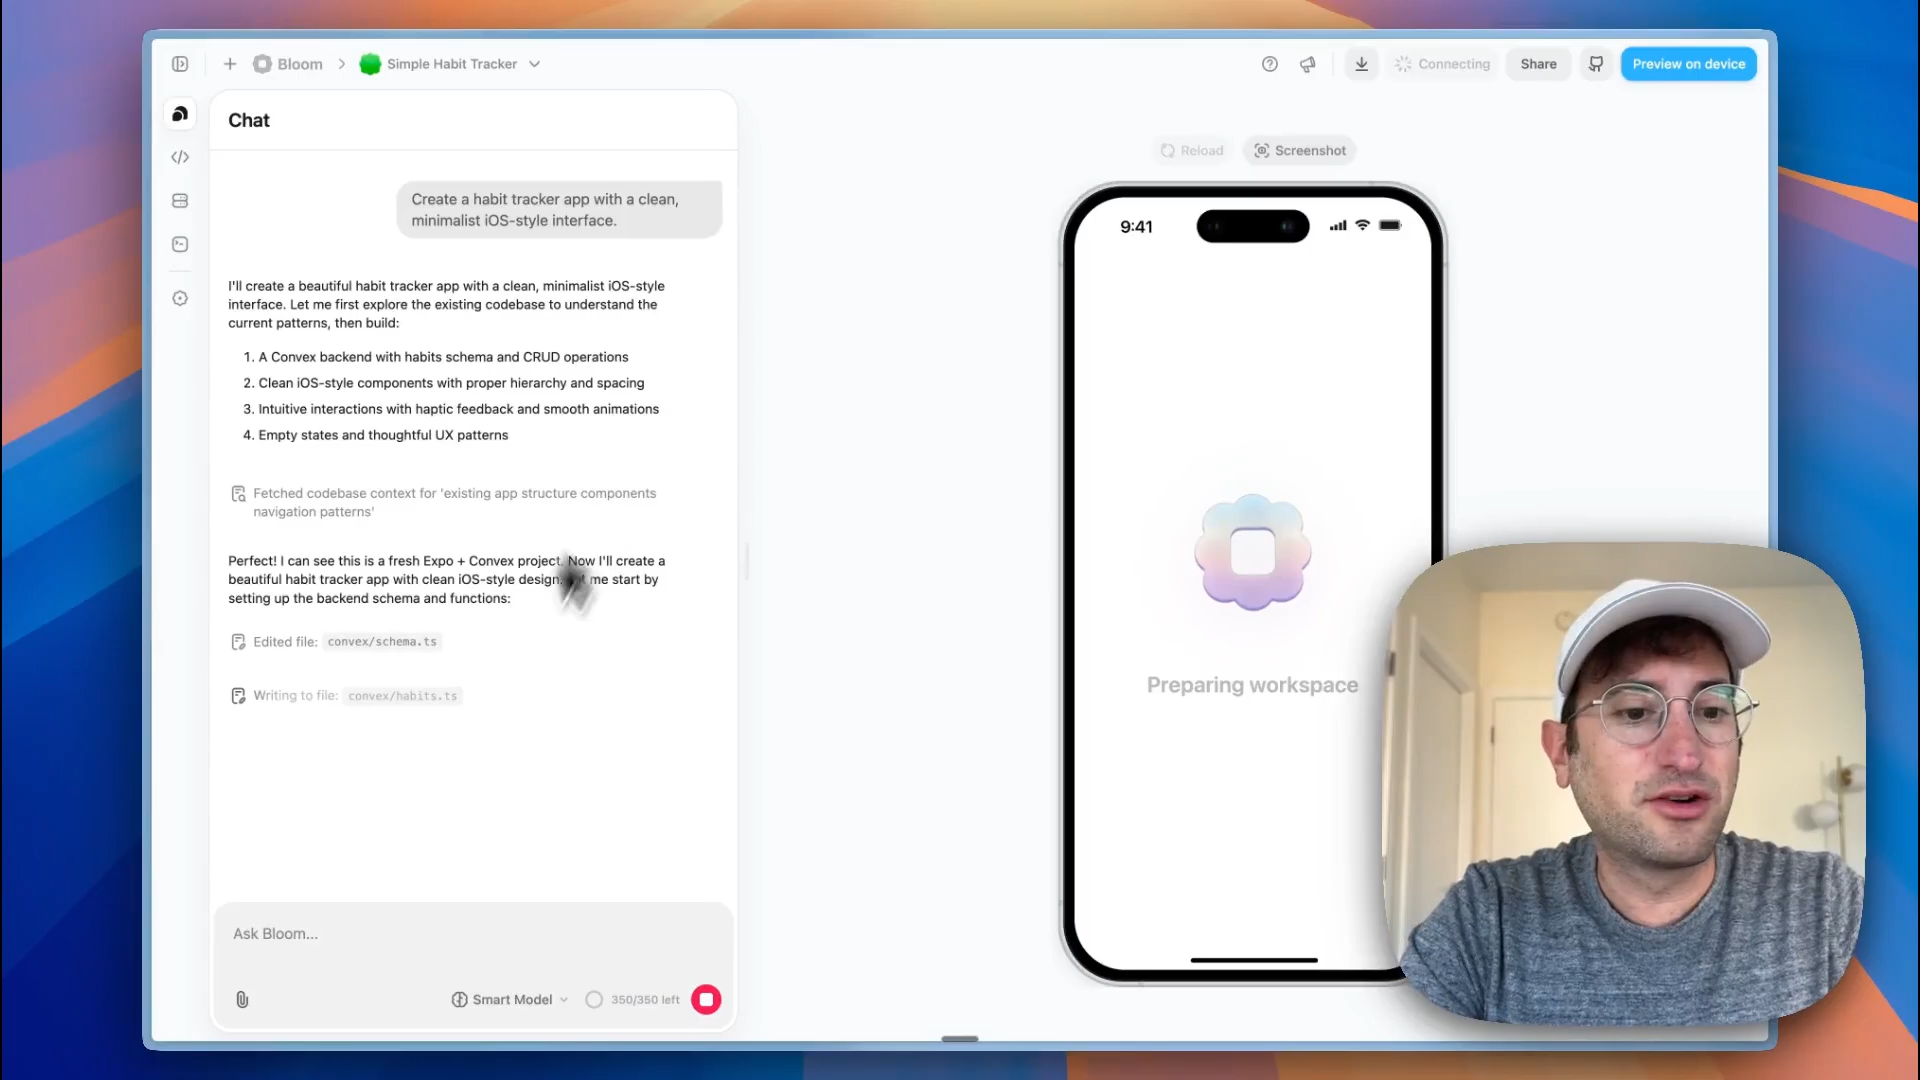 Bloom
Simple Habit Tracker
Connecting
Share
Preview on device
Chat
Create a habit tracker app with a clean,
minimalist iOS-style interface.
I'll create a beautiful habit tracker app with a clean, minimalist iOS-style
interface. Let me first explore the existing codebase to understand the
current patterns, then build:
1. A Convex backend with habits schema and CRUD operations
2. Clean iOS-style components with proper hierarchy and spacing
3. Intuitive interactions with haptic feedback and smooth animations
4. Empty states and thoughtful UX patterns
Fetched codebase context for 'existing app structure components
navigation patterns'
Perfect! I can see this is a fresh Expo + Convex project. Now I'll create a
beautiful habit tracker app with clean iOS-style design. me start by
setting up the backend schema and functions:
Edited file: convex/schema.ts
Writing to file: convex/habits.ts
Ask Bloom...
Smart Model
350/350 left
Reload
Screenshot
9:41
Preparing workspace